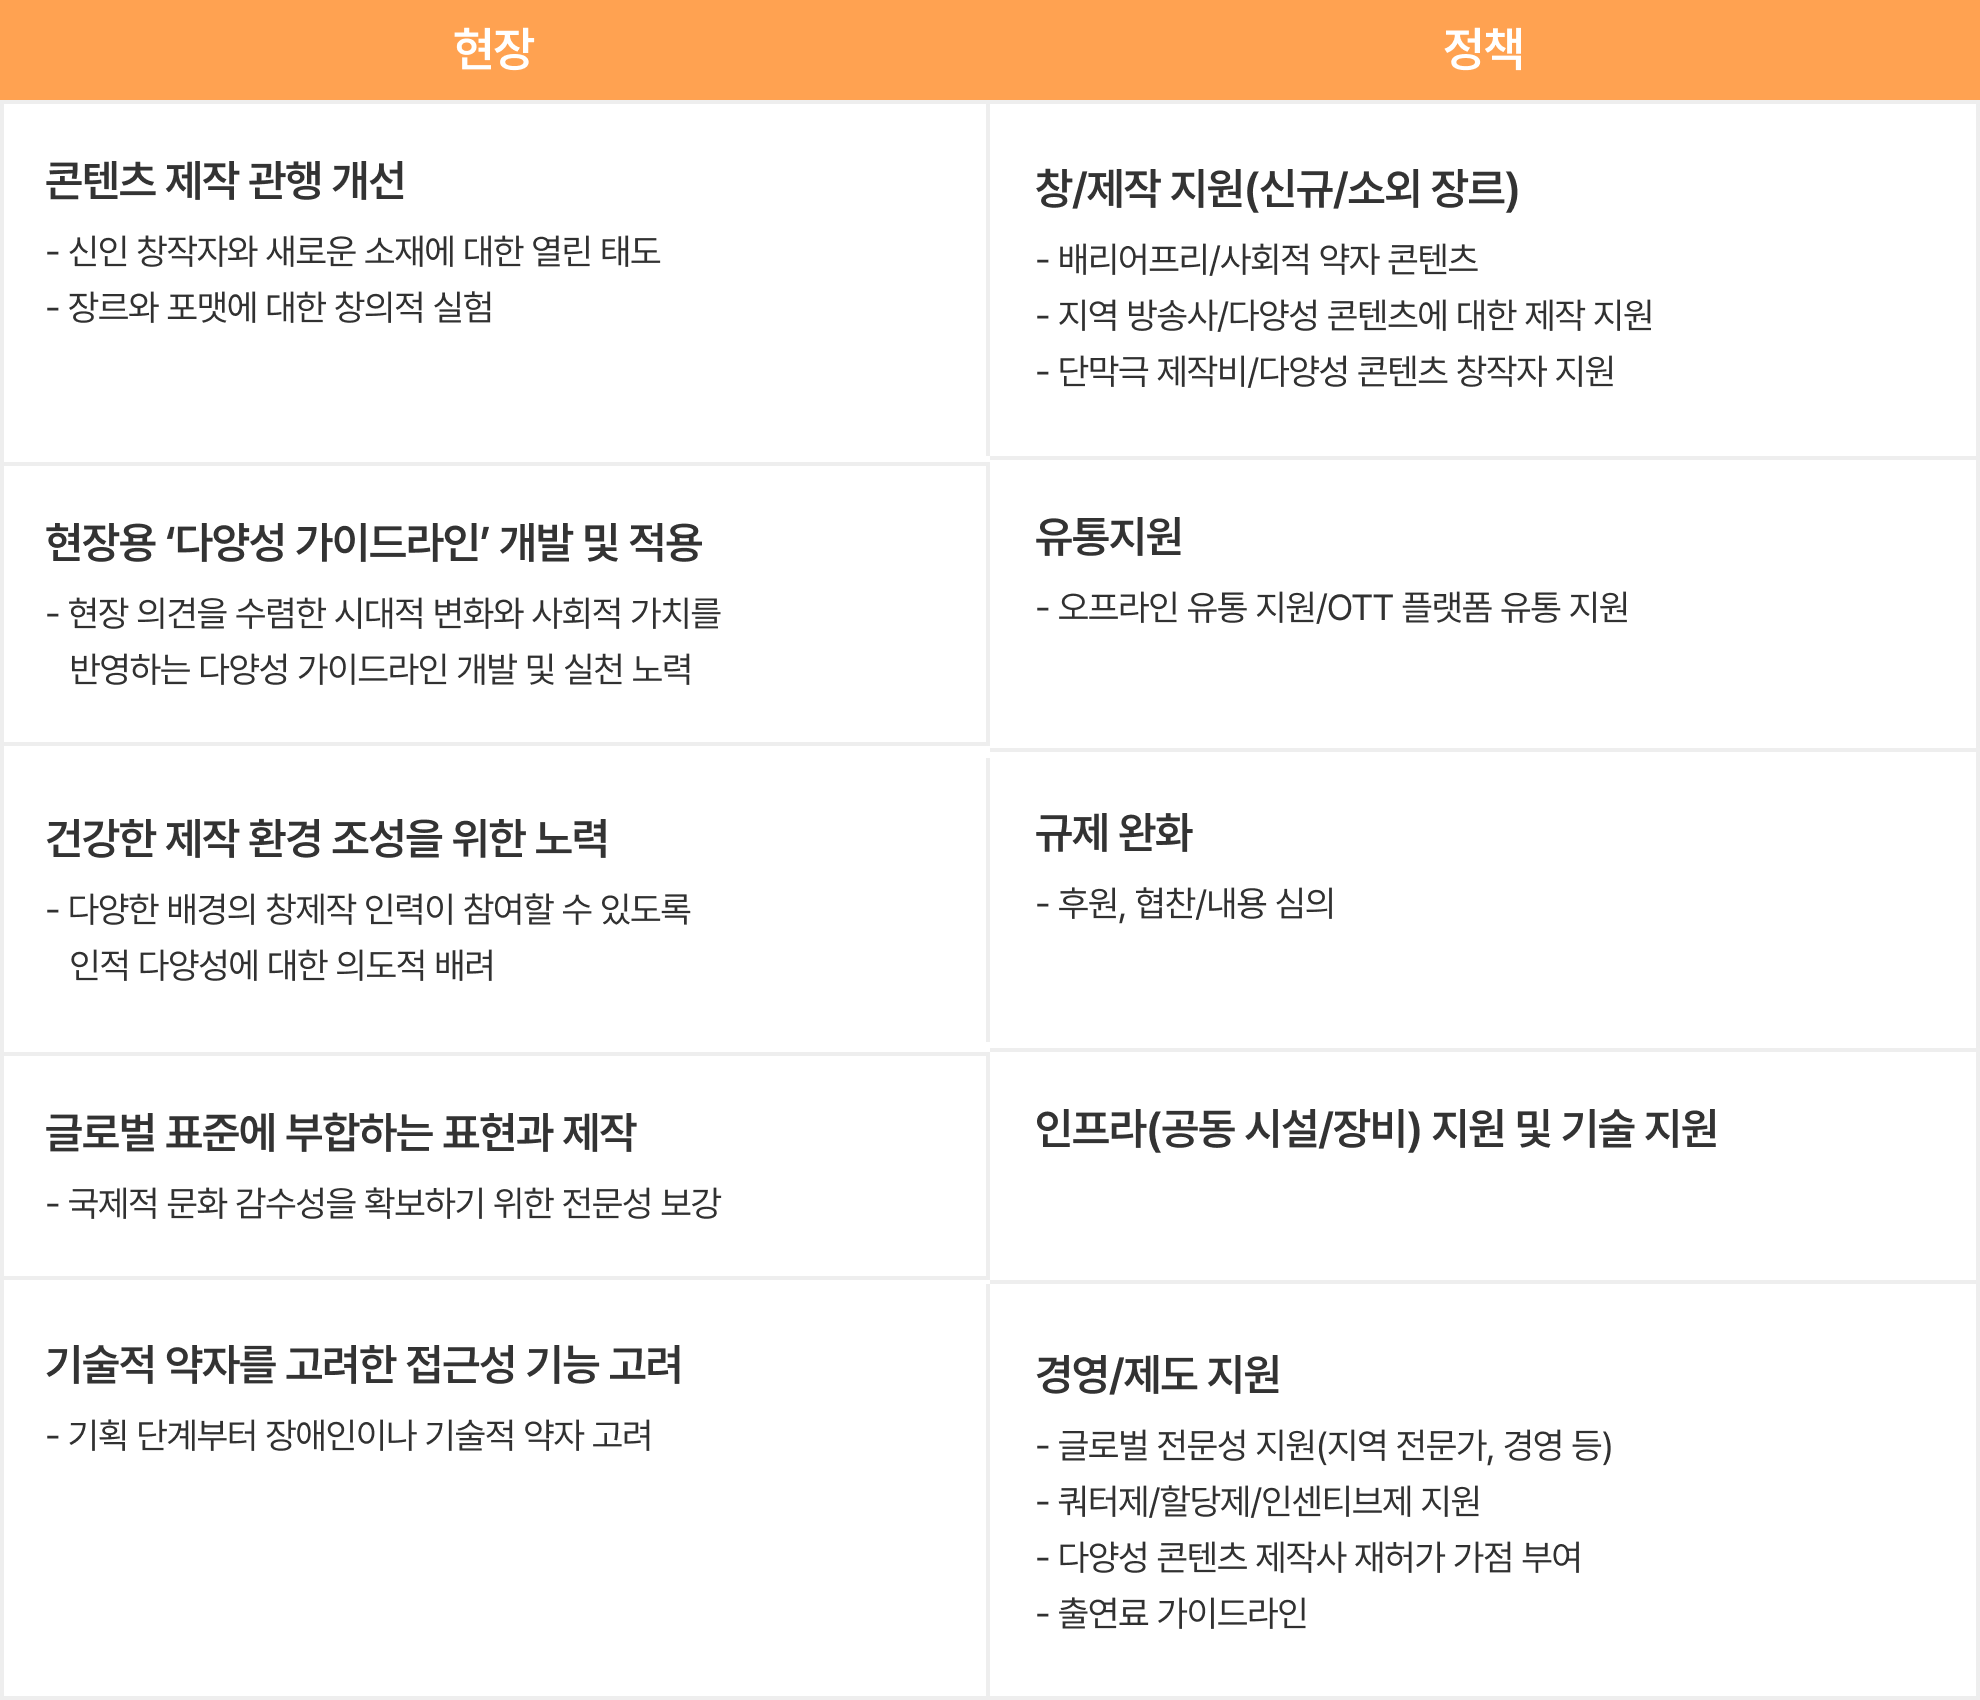 현장
정책
콘텐츠 제작 관행 개선
- 신인 창작자와 새로운 소재에 대한 열린 태도
- 장르와 포맷에 대한 창의적 실험
창/제작 지원(신규/소외 장르)
- 배리어프리/사회적 약자 콘텐츠
- 지역 방송사/다양성 콘텐츠에 대한 제작 지원
- 단막극 제작비/다양성 콘텐츠 창작자 지원
현장용 ‘다양성 가이드라인’ 개발 및 적용
- 현장 의견을 수렴한 시대적 변화와 사회적 가치를
반영하는 다양성 가이드라인 개발 및 실천 노력
유통지원
- 오프라인 유통 지원/OTT 플랫폼 유통 지원
건강한 제작 환경 조성을 위한 노력
- 다양한 배경의 창제작 인력이 참여할 수 있도록
인적 다양성에 대한 의도적 배려
규제 완화
- 후원, 협찬/내용 심의
글로벌 표준에 부합하는 표현과 제작
- 국제적 문화 감수성을 확보하기 위한 전문성 보강
인프라(공동 시설/장비) 지원 및 기술 지원
기술적 약자를 고려한 접근성 기능 고려
- 기획 단계부터 장애인이나 기술적 약자 고려
경영/제도 지원
- 글로벌 전문성 지원(지역 전문가, 경영 등)
- 쿼터제/할당제/인센티브제 지원
- 다양성 콘텐츠 제작사 재허가 가점 부여
- 출연료 가이드라인